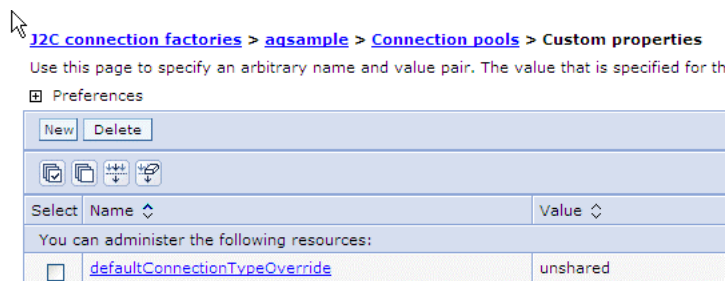 J2C connection factories > aqsample > Connection pools > Custom properties
Use this page to specify an arbitrary name and value pair. The value that is specified for th
Preferences
New Delete
Select Name Value
You can administer the following resources:
defaultConnectionTypeOverride unshared